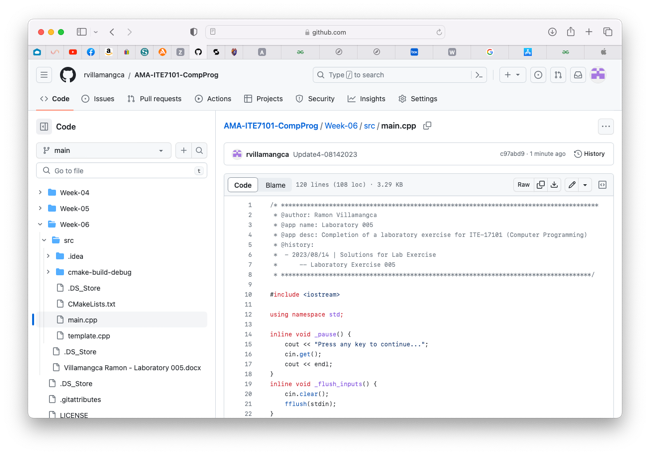 github.com
rvillamangca / AMA-ITE7101-CompProg
Type / to search
Code
Issues
Pull requests
Actions
Projects
Security
Insights
Settings
Code
main
Go to file
t
Week-04
Week-05
Week-06
src
.idea
cmake-build-debug
.DS_Store
CMakeLists.txt
main.cpp
template.cpp
.DS_Store
Villamangca Ramon - Laboratory 005.docx
.DS_Store
.gitattributes
LICENSE
AMA-ITE7101-CompProg / Week-06 / src / main.cpp
rvillamangca Update4-08142023
c97abd9 · 1 minute ago
History
Code
Blame
120 lines (108 loc) · 3.29 KB
Raw
1 /* **************************************************************************************
2 * @author: Ramon Villamangca
3 * @app name: Laboratory 005
4 * @app desc: Completion of a laboratory exercise for ITE-17101 (Computer Programming)
5 * @history:
6 * - 2023/08/14 | Solutions for Lab Exercise
7 * -- Laboratory Exercise 005
8 * *************************************************************************************/
9
10 #include <iostream>
11
12 using namespace std;
13
14 inline void _pause() {
15 cout << "Press any key to continue...";
16 cin.get();
17 cout << endl;
18 }
19 inline void _flush_inputs() {
20 cin.clear();
21 fflush(stdin);
22 }